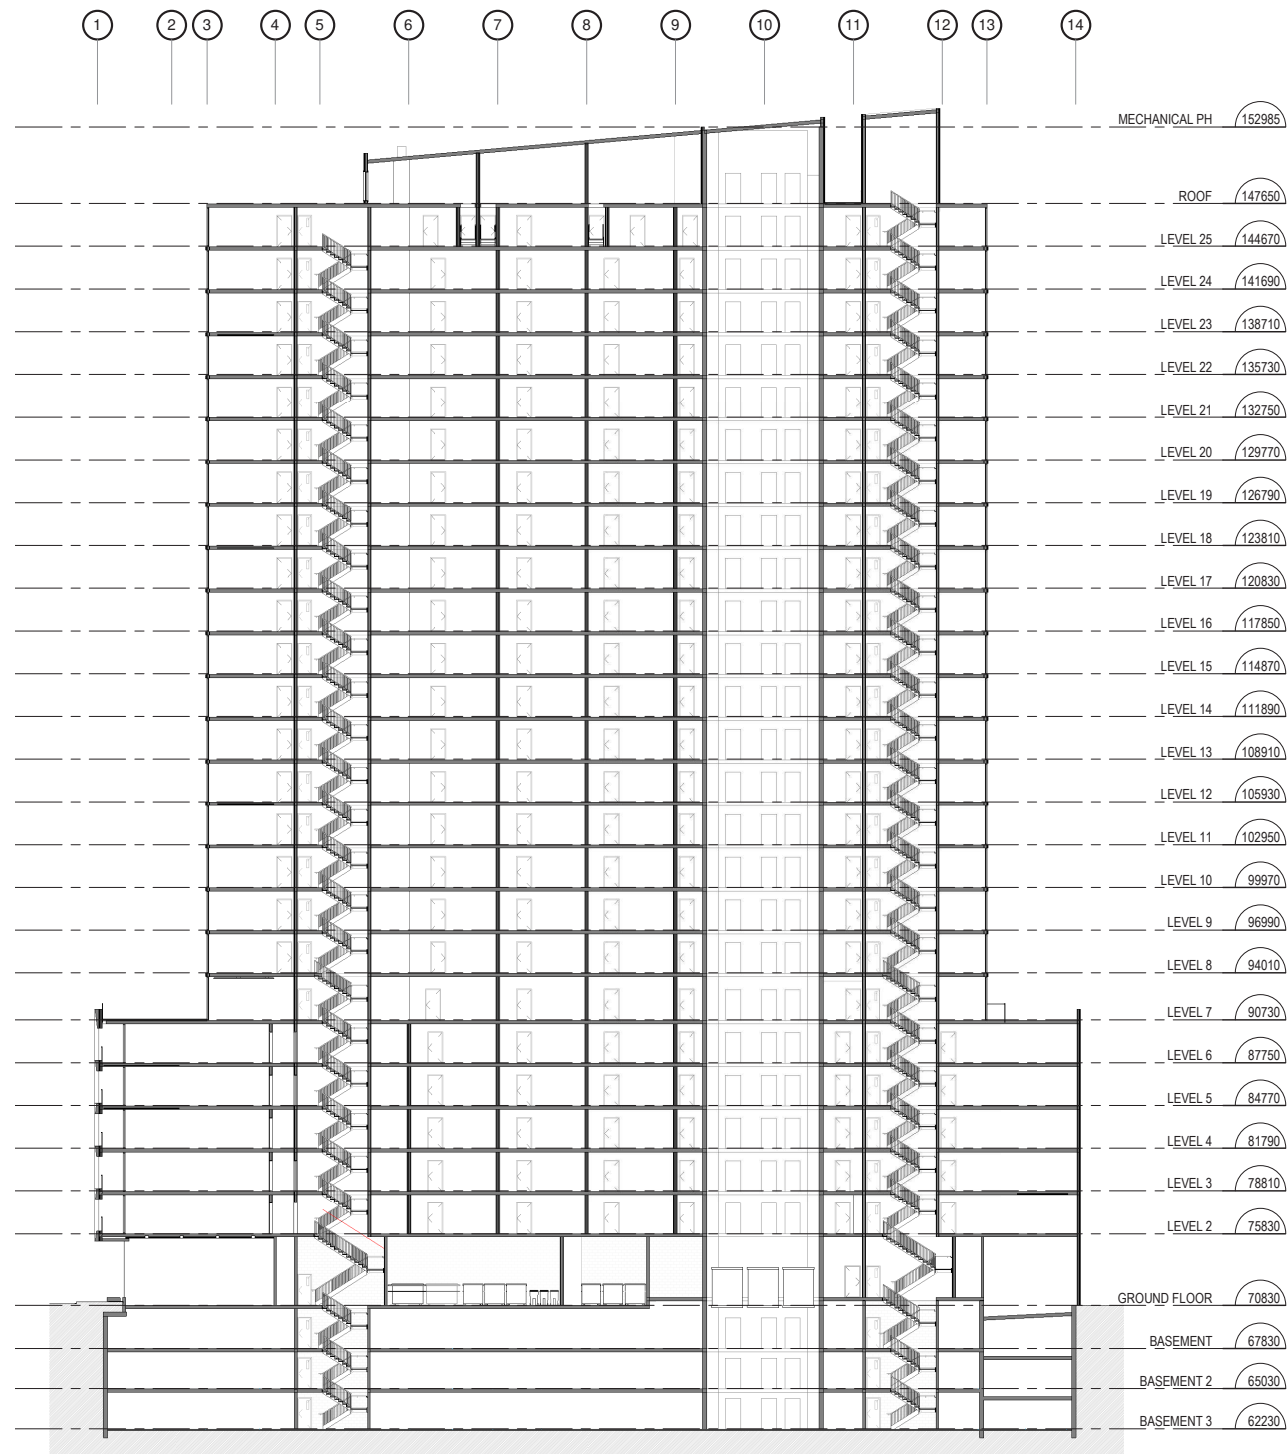 1 2 3 4 5 6 7 8 9 10 11 12 13 14
MECHANICAL PH 152985
ROOF 147650
LEVEL 25 144670
LEVEL 24 141690
LEVEL 23 138710
LEVEL 22 135730
LEVEL 21 132750
LEVEL 20 129770
LEVEL 19 126790
LEVEL 18 123810
LEVEL 17 120830
LEVEL 16 117850
LEVEL 15 114870
LEVEL 14 111890
LEVEL 13 108910
LEVEL 12 105930
LEVEL 11 102950
LEVEL 10 99970
LEVEL 9 96990
LEVEL 8 94010
LEVEL 7 90730
LEVEL 6 87750
LEVEL 5 84770
LEVEL 4 81790
LEVEL 3 78810
LEVEL 2 75830
GROUND FLOOR 70830
BASEMENT 67830
BASEMENT 2 65030
BASEMENT 3 62230